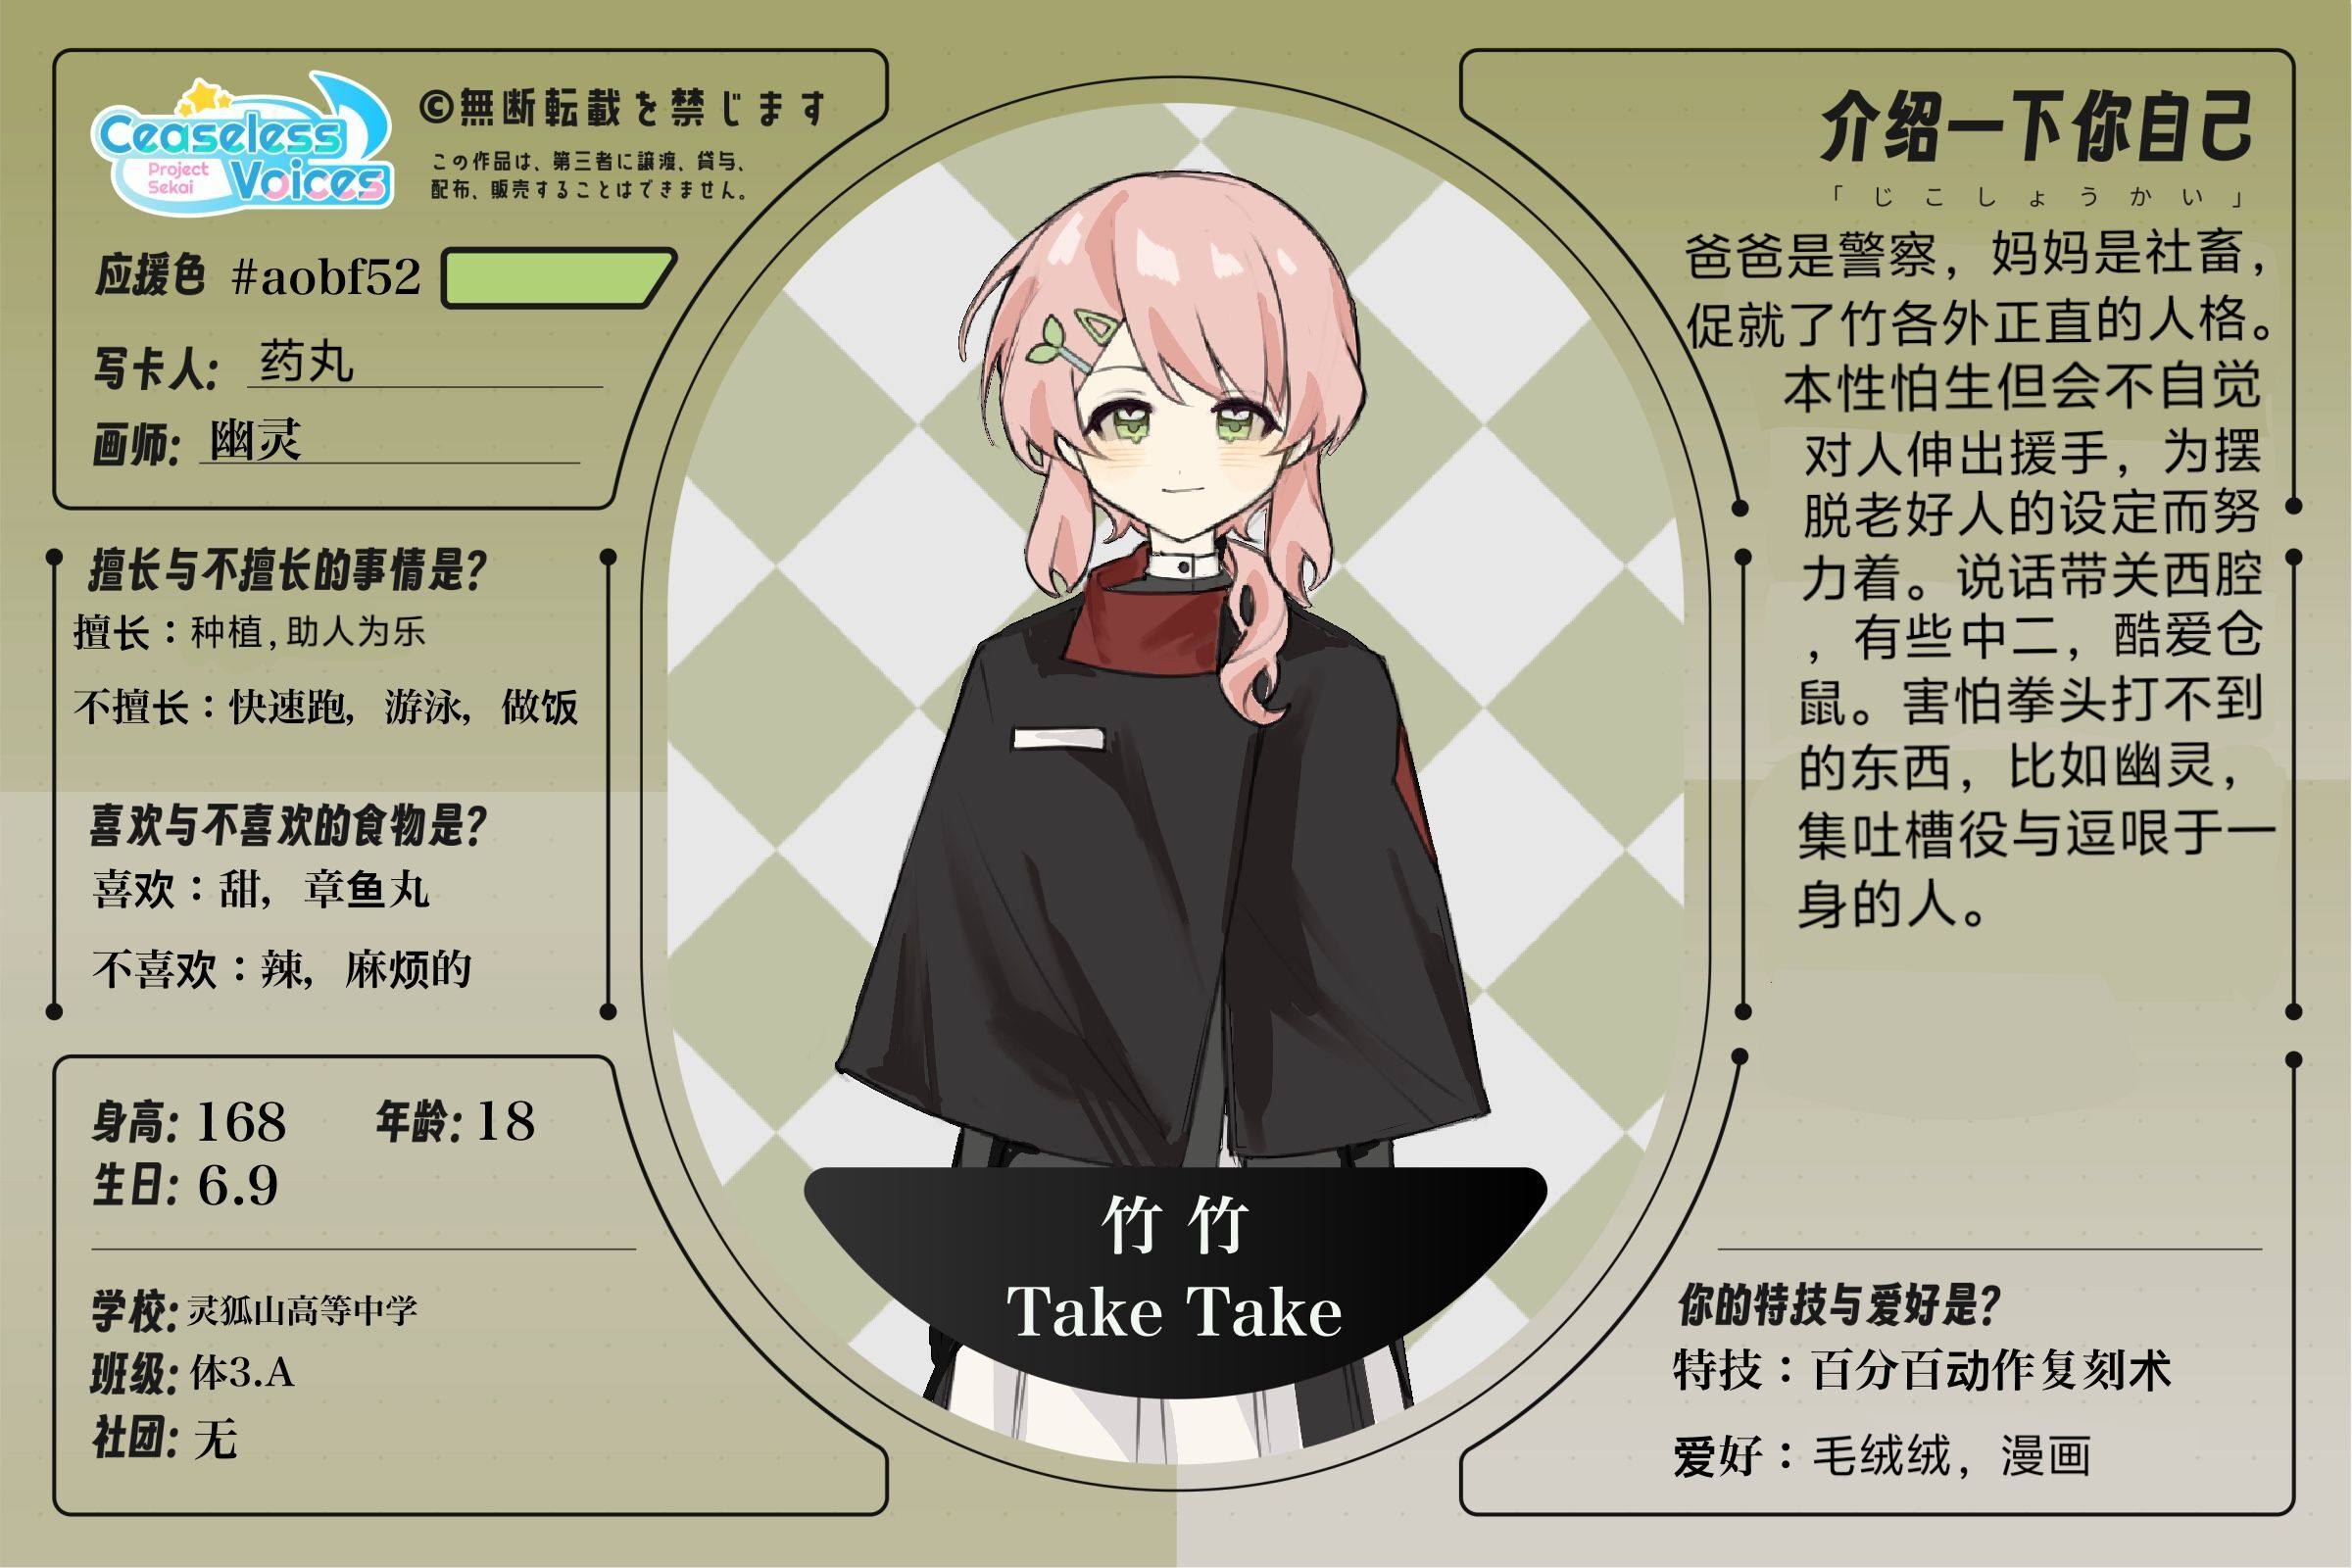 Ceaseless
Project
Sekai
Voices
©無断転載を禁じます
この作品は、第三者に譲渡、貸与、
配布、販売することはできません。
应援色 #aobf52
写卡人: 药丸
画师: 幽灵
擅长与不擅长的事情是?
擅长：种植,助人为乐
不擅长：快速跑，游泳，做饭
喜欢与不喜欢的食物是?
喜欢：甜，章鱼丸
不喜欢：辣，麻烦的
身高: 168 年龄: 18
生日: 6.9
学校: 灵狐山高等中学
班级: 体3.A
社团: 无
竹 竹
Take Take
介绍一下你自己
「じこしょうかい」
爸爸是警察，妈妈是社畜，
促就了竹各外正直的人格。
本性怕生但会不自觉
对人伸出援手，为摆
脱老好人的设定而努
力着。说话带关西腔
，有些中二，酷爱仓
鼠。害怕拳头打不到
的东西，比如幽灵，
集吐槽役与逗哏于一
身的人。
你的特技与爱好是?
特技：百分百动作复刻术
爱好：毛绒绒，漫画